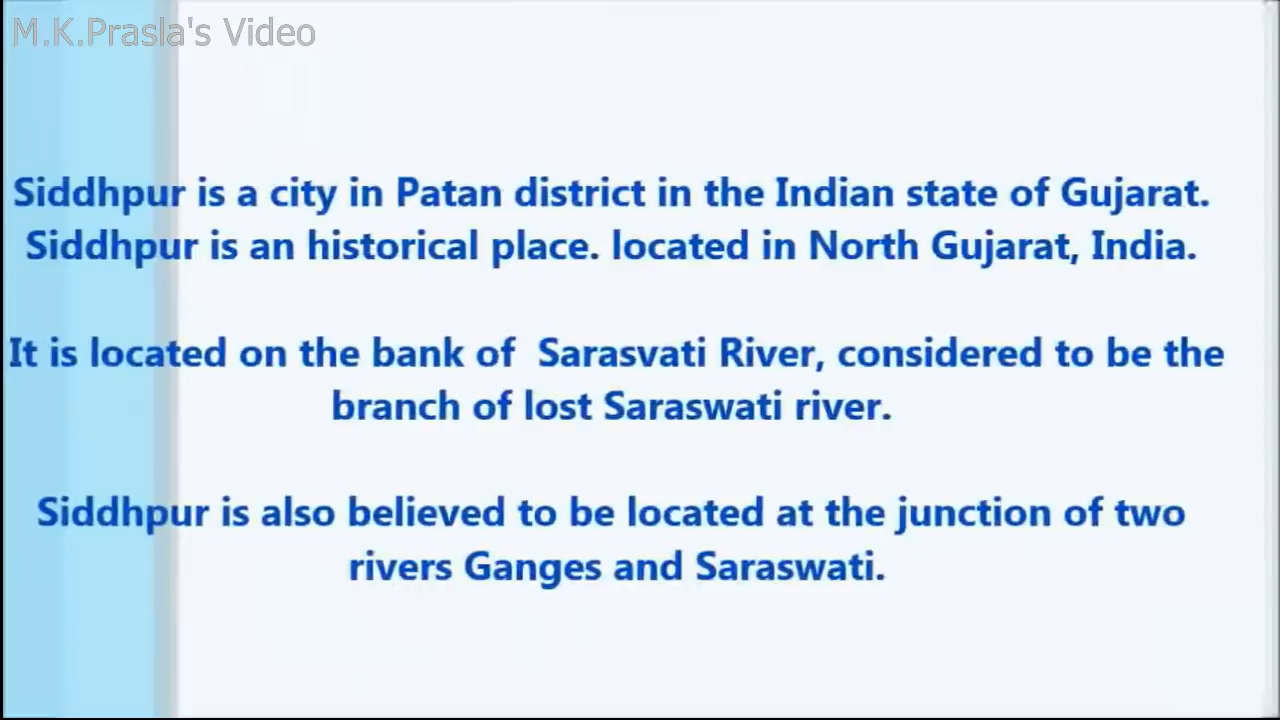 M.K.Prasla's Video
Siddhpur is a city in Patan district in the Indian state of Gujarat.
Siddhpur is an historical place. located in North Gujarat, India.
It is located on the bank of  Sarasvati River, considered to be the
branch of lost Saraswati river.
Siddhpur is also believed to be located at the junction of two
rivers Ganges and Saraswati.